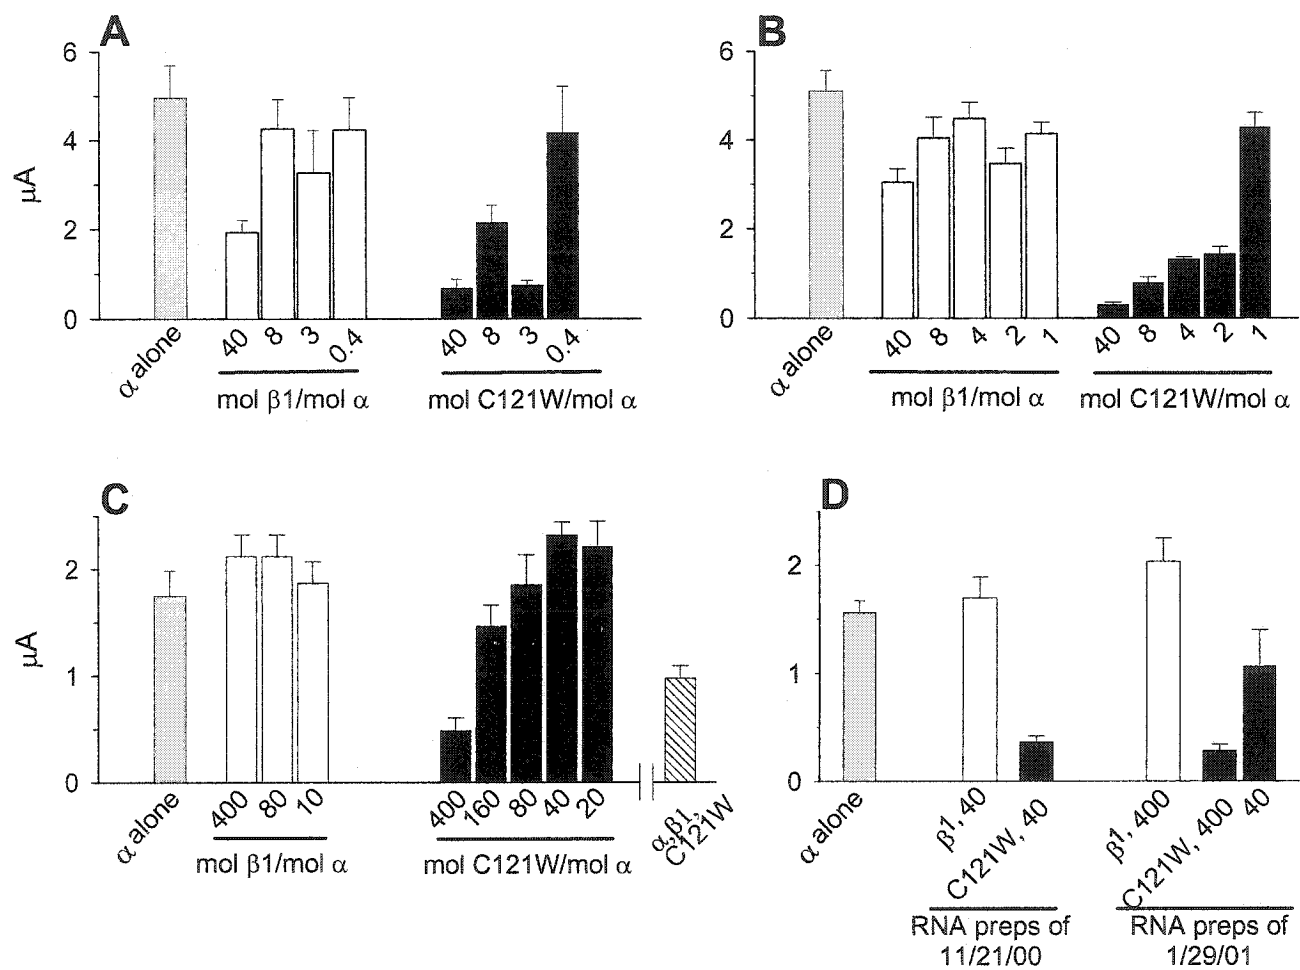 A
6
4
2
0
µA
α alone
40
8
3
0.4
mol β1/mol α
40
8
3
0.4
mol C121W/mol α
B
6
4
2
0
α alone
40
8
4
2
1
mol β1/mol α
40
8
4
2
1
mol C121W/mol α
C
2
1
0
µA
α alone
400
80
10
mol β1/mol α
400
160
80
40
20
mol C121W/mol α
α,β1,
C121W
D
2
1
0
α alone
β1, 40
C121W, 40
RNA preps of
11/21/00
β1, 400
C121W, 400
40
RNA preps of
1/29/01